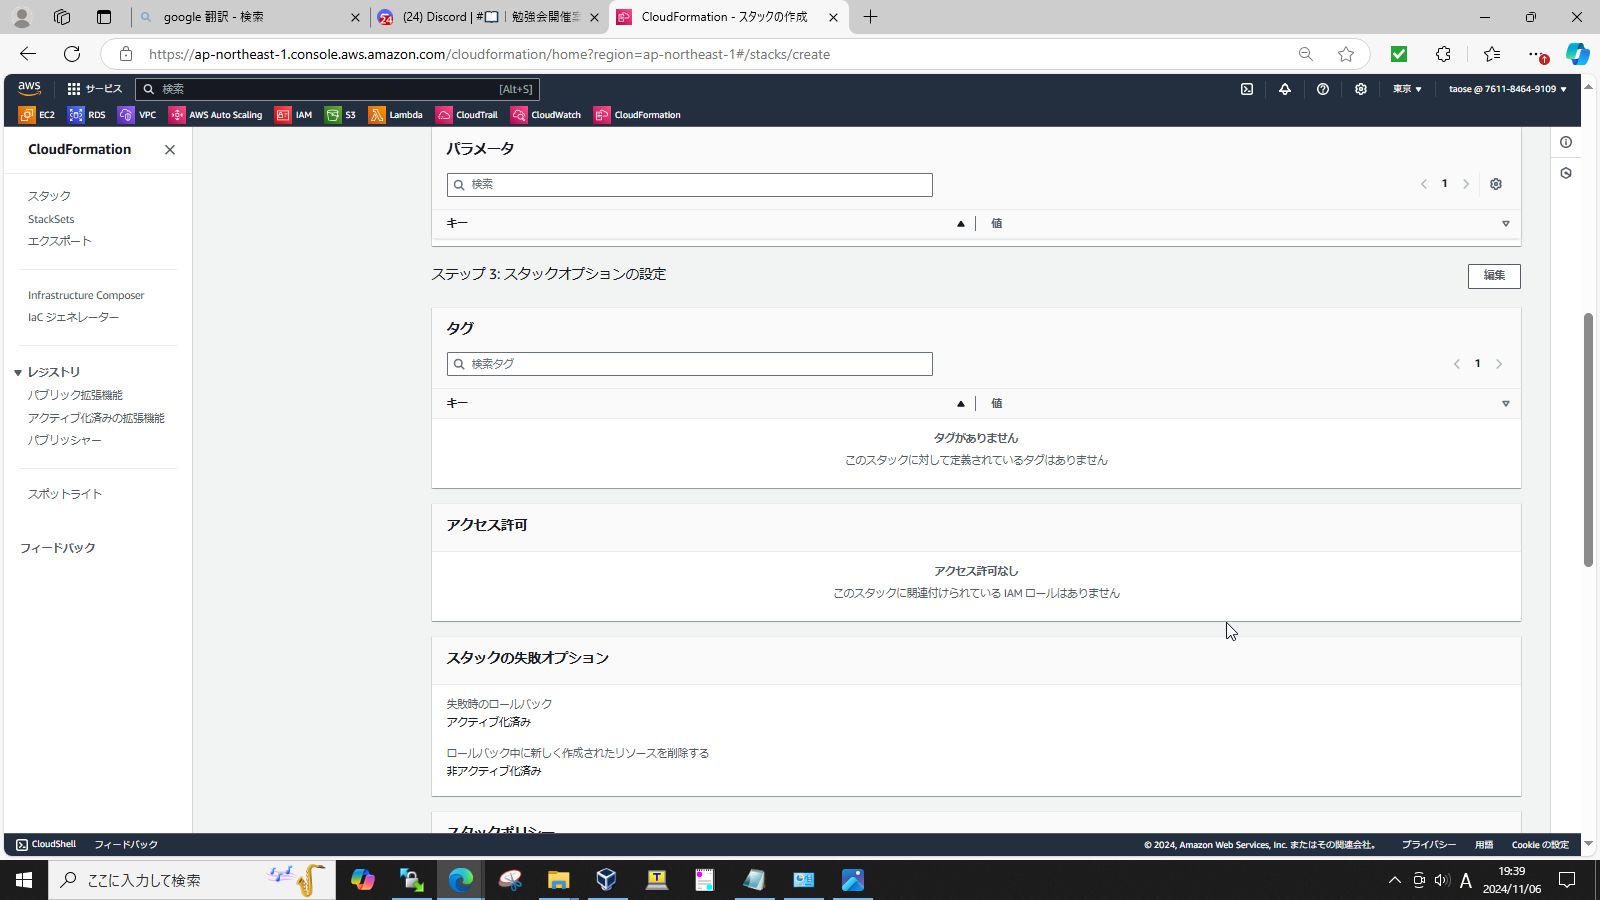 google 翻訳 - 検索
(24) Discord | #📖｜勉強会開催案
CloudFormation - スタックの作成
https://ap-northeast-1.console.aws.amazon.com/cloudformation/home?region=ap-northeast-1#/stacks/create
aws
サービス
検索
[Alt+S]
東京 ▼
taose @ 7611-8464-9109 ▼
EC2
RDS
VPC
AWS Auto Scaling
IAM
S3
Lambda
CloudTrail
CloudWatch
CloudFormation
CloudFormation
スタック
StackSets
エクスポート
Infrastructure Composer
IaC ジェネレーター
レジストリ
パブリック拡張機能
アクティブ化済みの拡張機能
パブリッシャー
スポットライト
フィードバック
パラメータ
検索
1
キー
値
ステップ 3: スタックオプションの設定
編集
タグ
検索タグ
1
キー
値
タグがありません
このスタックに対して定義されているタグはありません
アクセス許可
アクセス許可なし
このスタックに関連付けられている IAM ロールはありません
スタックの失敗オプション
失敗時のロールバック
アクティブ化済み
ロールバック中に新しく作成されたリソースを削除する
非アクティブ化済み
スタックポリシー
CloudShell
フィードバック
© 2024, Amazon Web Services, Inc. またはその関連会社。
プライバシー
用語
Cookie の設定
ここに入力して検索
A
19:39
2024/11/06